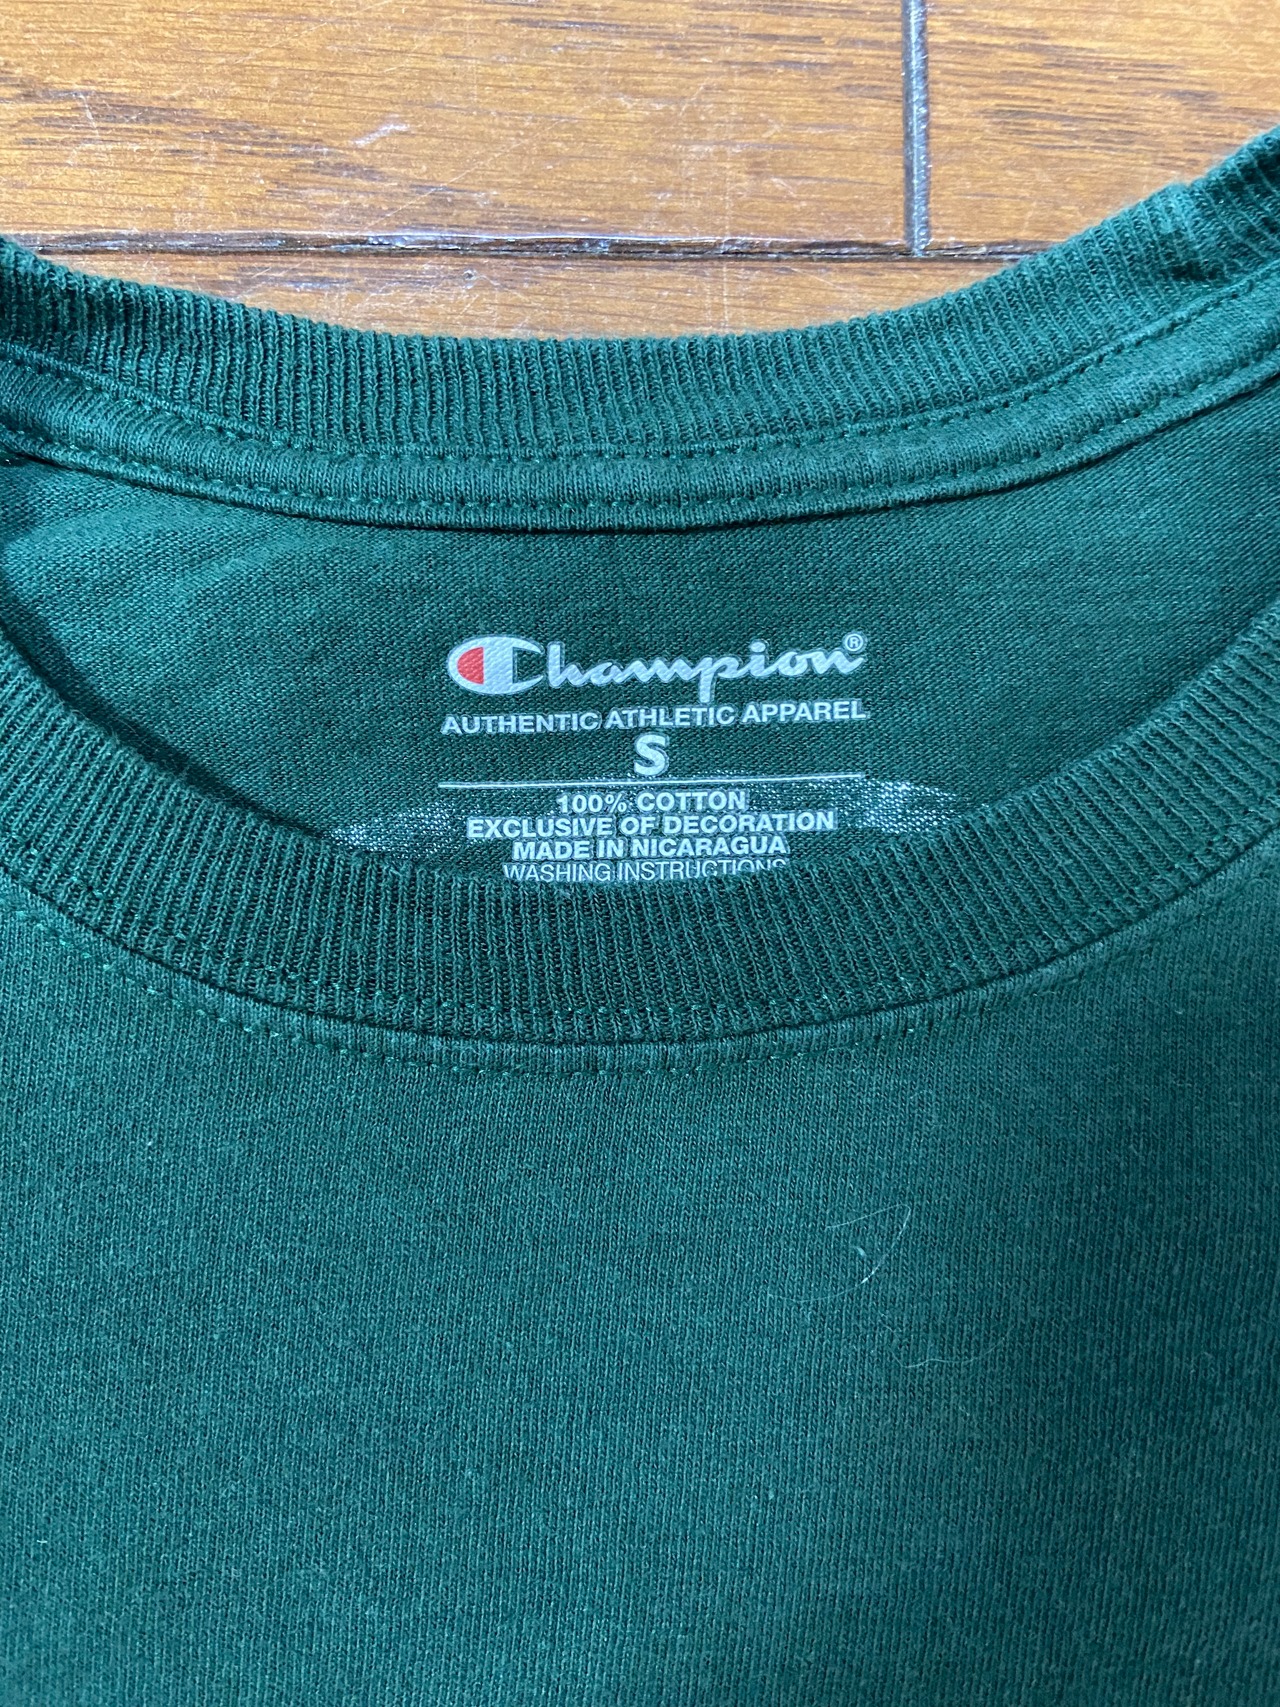 Champion®
AUTHENTIC ATHLETIC APPAREL
S
100% COTTON
EXCLUSIVE OF DECORATION
MADE IN NICARAGUA
WASHING INSTRUCTIONS